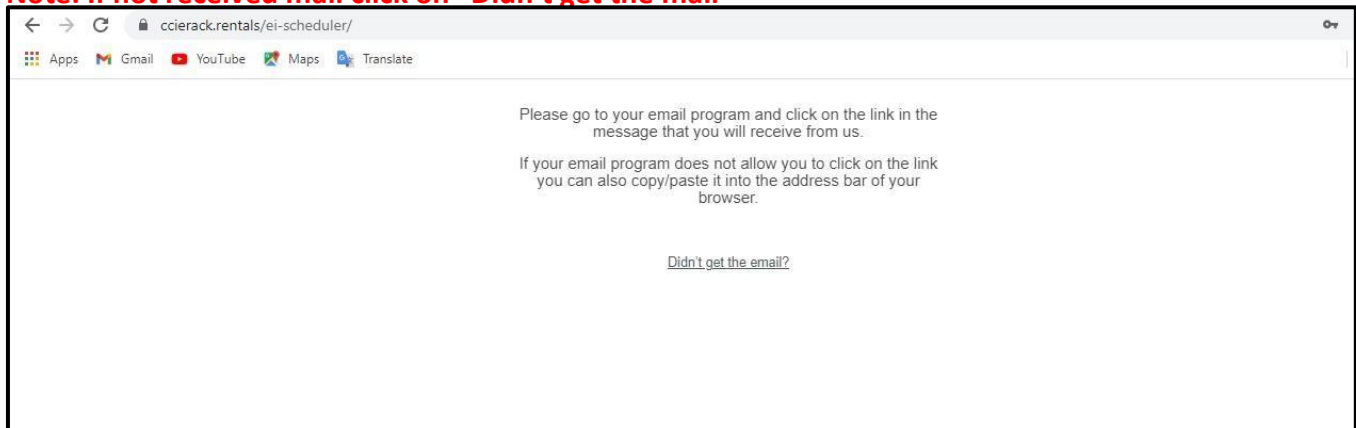 Note: if not received mail click on "Didn't get the mail"
ccierack.rentals/ei-scheduler/
Apps Gmail YouTube Maps Translate
Please go to your email program and click on the link in the
message that you will receive from us.
If your email program does not allow you to click on the link
you can also copy/paste it into the address bar of your
browser.
Didn't get the email?